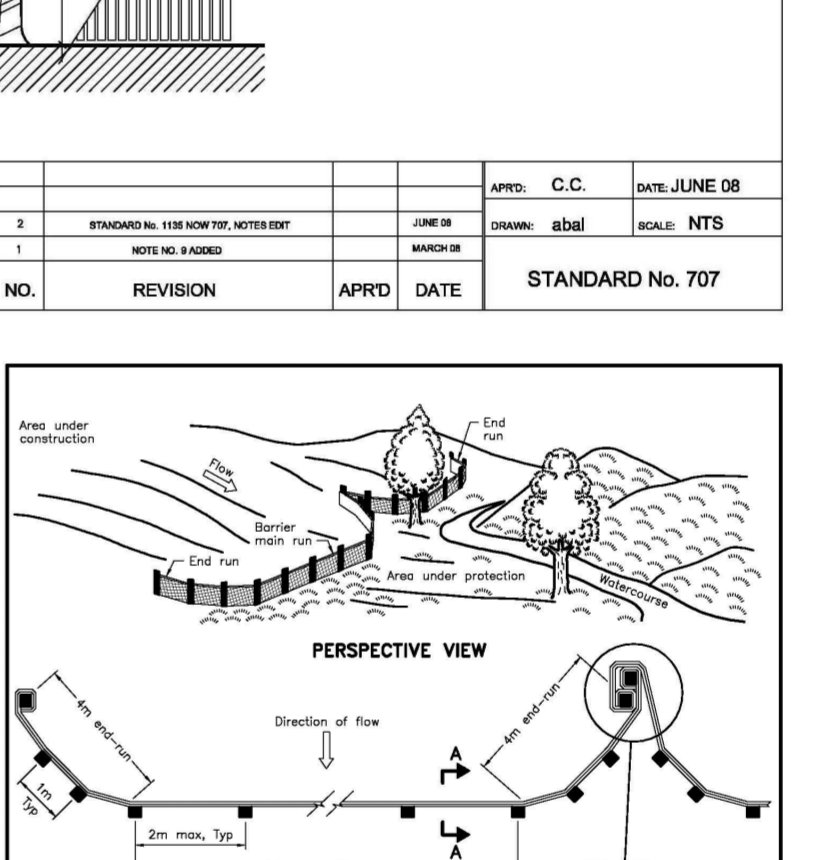 APR'D: C.C. DATE: JUNE 08
2 STANDARD No. 1135 NOW 707, NOTES EDIT JUNE 08 DRAWN: abal SCALE: NTS
1 NOTE NO. 9 ADDED MARCH 08
NO. REVISION APR'D DATE STANDARD No. 707
Area under
construction
End
run
Flow
Barrier
main run
End run
Area under protection
Watercourse
PERSPECTIVE VIEW
4m end-run
Direction of flow
4m end-run
A
1m
Typ
2m max, Typ
A